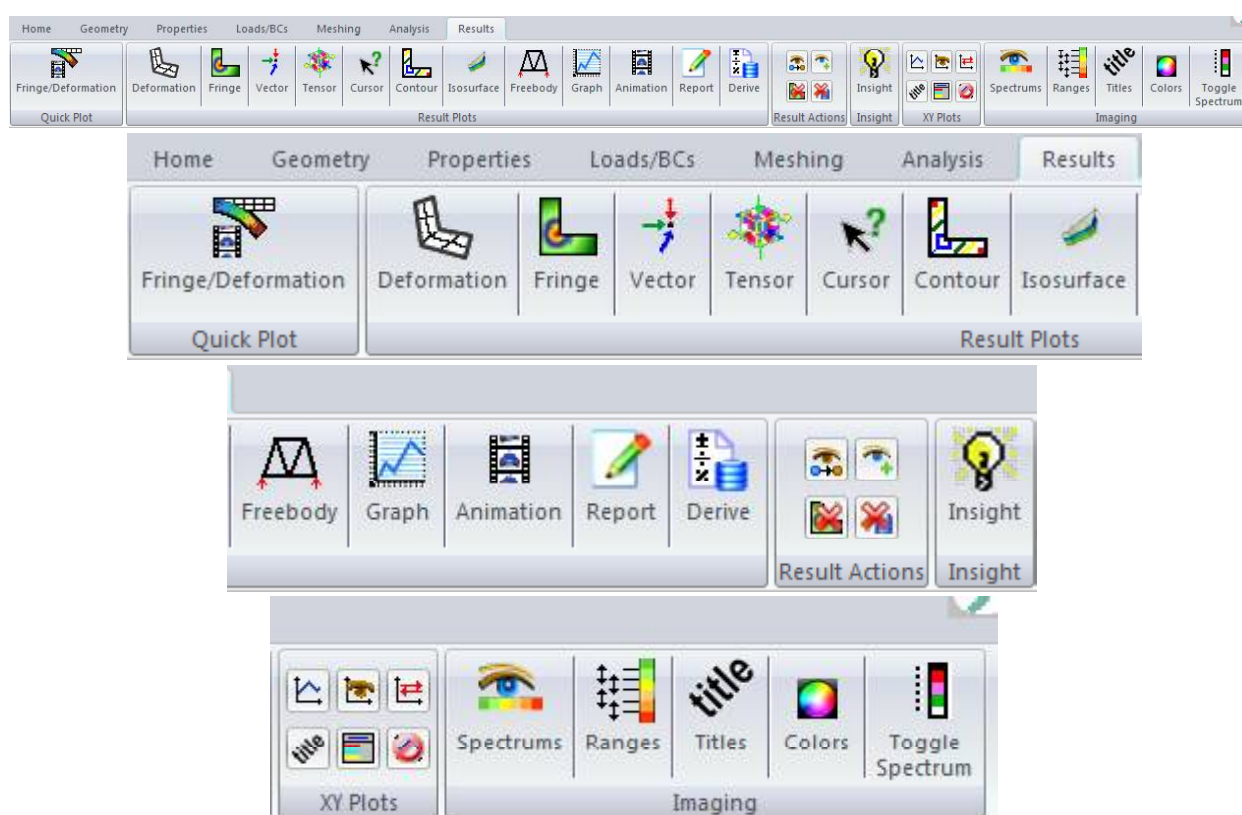 Home Geometry Properties Loads/BCs Meshing Analysis Results
Fringe/Deformation Deformation Fringe Vector Tensor Cursor Contour Isosurface Freebody Graph Animation Report Derive Insight title Spectrums Ranges title Titles Colors Toggle Spectrum
Quick Plot Result Plots Result Actions Insight XY Plots Imaging
Home Geometry Properties Loads/BCs Meshing Analysis Results
Fringe/Deformation Deformation Fringe Vector Tensor Cursor Contour Isosurface
Quick Plot Result Plots
Freebody Graph Animation Report Derive Insight
Result Actions Insight
title
title Spectrums Ranges Titles Colors Toggle
Spectrum
XY Plots Imaging